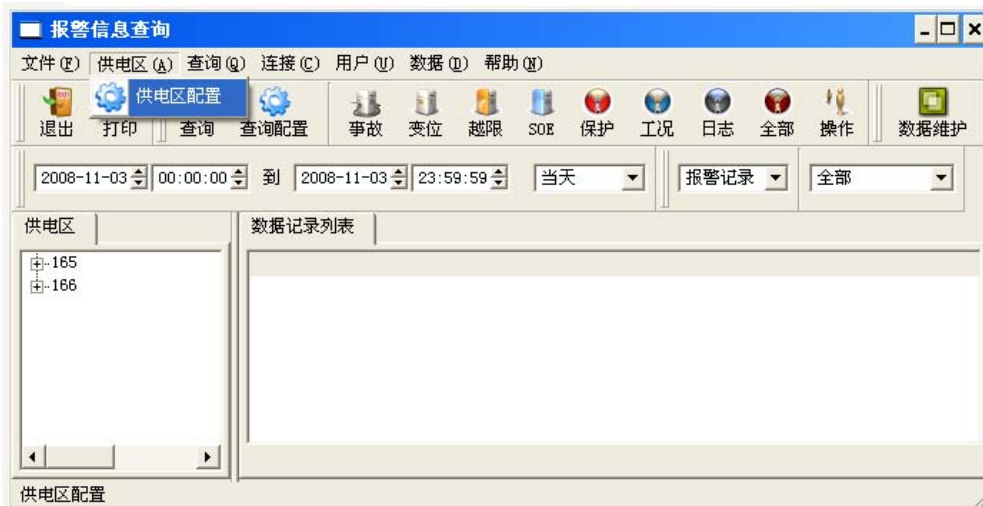 报警信息查询
文件(F) 供电区(A) 查询(Q) 连接(C) 用户(U) 数据(D) 帮助(H)
供电区配置
退出 打印 查询 查询配置 事故 变位 越限 SOE 保护 工况 日志 全部 操作 数据维护
2008-11-03 00:00:00 到 2008-11-03 23:59:59 当天 报警记录 全部
供电区 数据记录列表
165
166
供电区配置